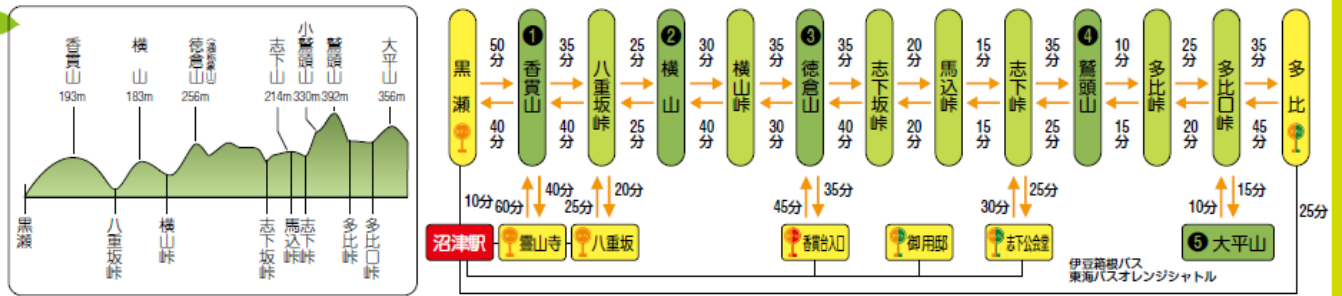 香貫山
193m
横山
183m
徳倉山
(通称象山)
256m
志下山
214m
小鷲頭山
330m
鷲頭山
392m
大平山
356m
黒瀬
八重坂峠
横山峠
志下坂峠
馬込峠
志下峠
多比峠
多比口峠
黒瀬
50分
40分
❶香貫山
35分
40分
八重坂峠
25分
25分
❷横山
30分
40分
横山峠
35分
30分
❸徳倉山
35分
40分
志下坂峠
20分
20分
馬込峠
15分
15分
志下峠
35分
30分
❹鷲頭山
10分
15分
多比峠
25分
20分
多比口峠
35分
45分
多比
10分
60分
40分
25分
20分
45分
35分
30分
25分
10分
15分
25分
沼津駅
霊山寺
八重坂
香貫台入口
御用邸
志下公会堂
❺大平山
伊豆箱根バス
東海バスオレンジシャトル